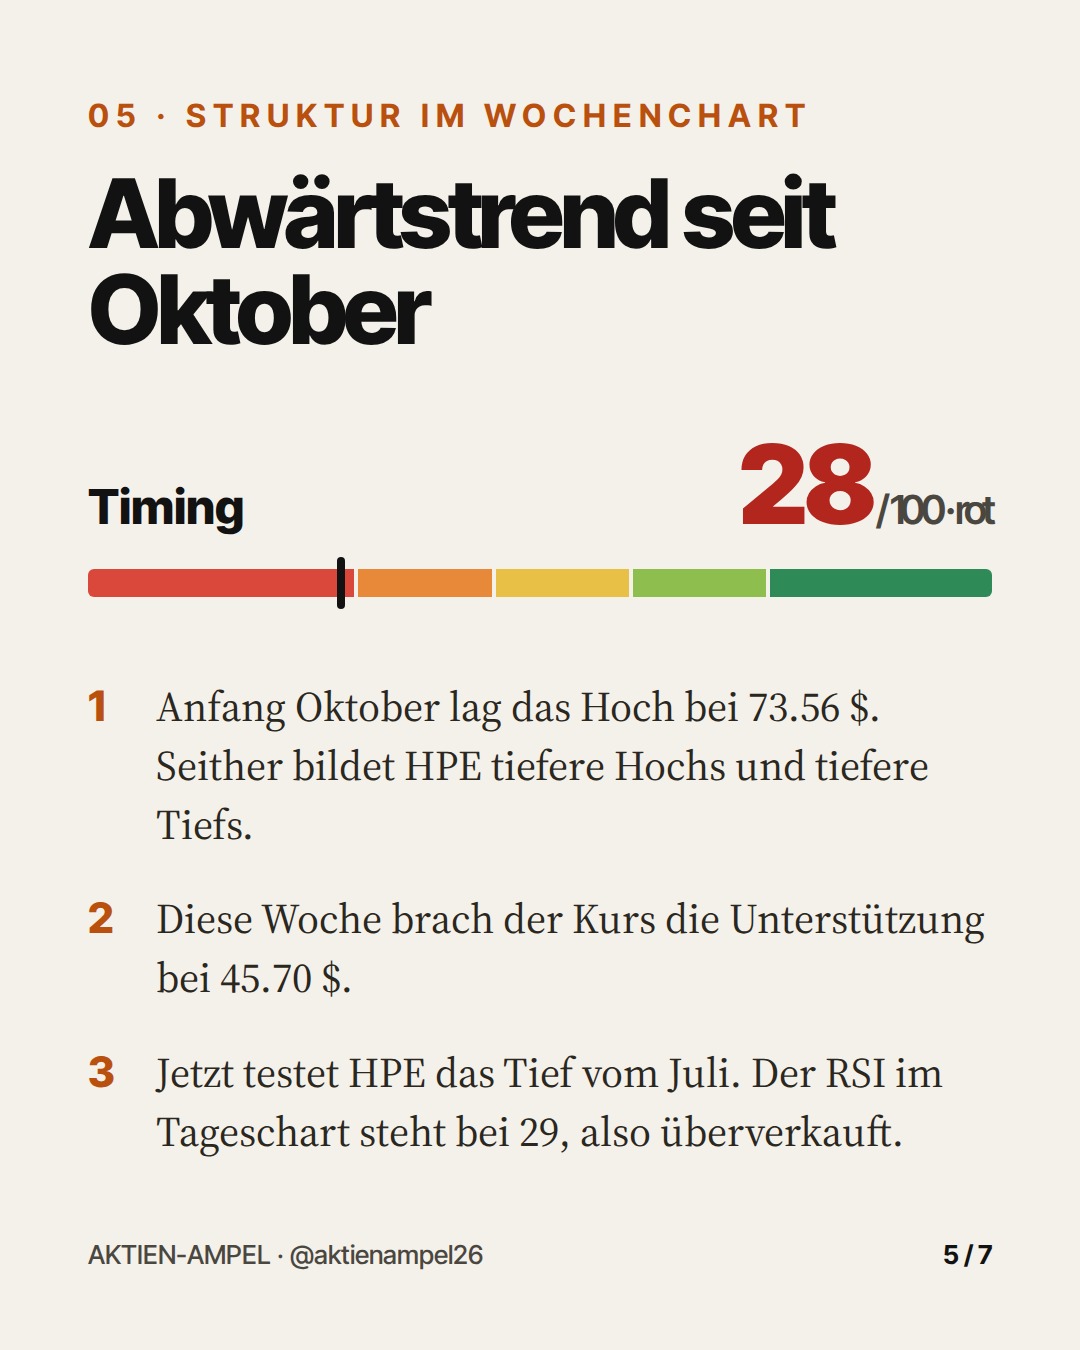 05 · STRUKTUR IM WOCHENCHART
Abwärtstrend seit
Oktober
Timing
28/100·rot
1 Anfang Oktober lag das Hoch bei 73.56 $.
Seither bildet HPE tiefere Hochs und tiefere
Tiefs.
2 Diese Woche brach der Kurs die Unterstützung
bei 45.70 $.
3 Jetzt testet HPE das Tief vom Juli. Der RSI im
Tageschart steht bei 29, also überverkauft.
AKTIEN-AMPEL · @aktienampel26
5 / 7